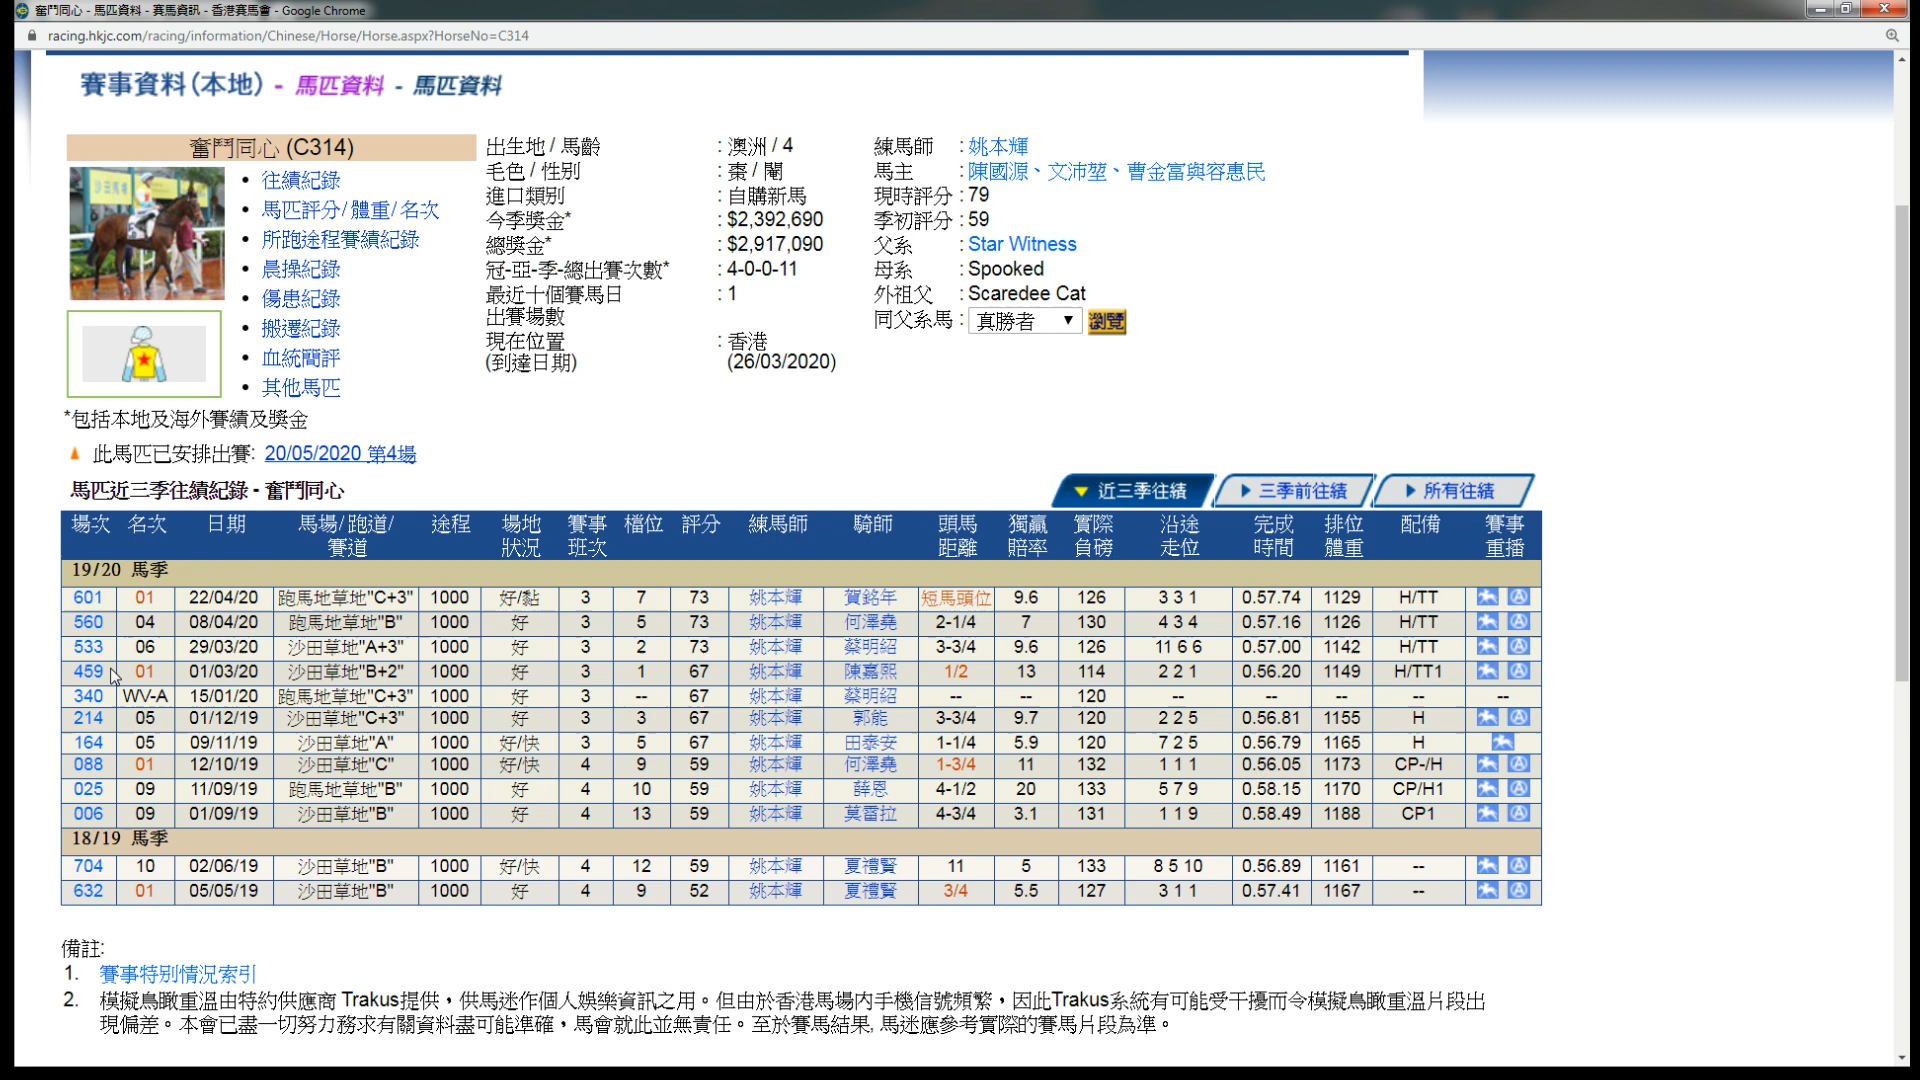 奮鬥同心 - 馬匹資料 - 賽馬資訊 - 香港賽馬會 - Google Chrome
racing.hkjc.com/racing/information/Chinese/Horse/Horse.aspx?HorseNo=C314
賽事資料(本地) - 馬匹資料 - 馬匹資料
奮鬥同心 (C314)
• 往績紀錄
• 馬匹評分/體重/名次
• 所跑途程賽績紀錄
• 晨操紀錄
• 傷患紀錄
• 搬遷紀錄
• 血統簡評
• 其他馬匹
出生地 / 馬齡 : 澳洲 / 4
毛色 / 性別 : 棗 / 閹
進口類別 : 自購新馬
今季獎金* : $2,392,690
總獎金* : $2,917,090
冠-亞-季-總出賽次數* : 4-0-0-11
最近十個賽馬日 : 1
出賽場數
現在位置 : 香港
(到達日期) (26/03/2020)
練馬師 : 姚本輝
馬主 : 陳國源、文沛堃、曹金富與容惠民
現時評分 : 79
季初評分 : 59
父系 : Star Witness
母系 : Spooked
外祖父 : Scaredee Cat
同父系馬 : 真勝者 ▼ 瀏覽
*包括本地及海外賽績及獎金
此馬匹已安排出賽: 20/05/2020 第4場
馬匹近三季往績紀錄 - 奮鬥同心
近三季往績 三季前往績 所有往績
場次 名次 日期 馬場/跑道/ 途程 場地 賽事 檔位 評分 練馬師 騎師 頭馬 獨贏 實際 沿途 完成 排位 配備 賽事
賽道 狀況 班次 距離 賠率 負磅 走位 時間 體重 重播
19/20 馬季
601 01 22/04/20 跑馬地草地"C+3" 1000 好/黏 3 7 73 姚本輝 賀銘年 短馬頭位 9.6 126 3 3 1 0.57.74 1129 H/TT
560 04 08/04/20 跑馬地草地"B" 1000 好 3 5 73 姚本輝 何澤堯 2-1/4 7 130 4 3 4 0.57.16 1126 H/TT
533 06 29/03/20 沙田草地"A+3" 1000 好 3 2 73 姚本輝 蔡明紹 3-3/4 9.6 126 11 6 6 0.57.00 1142 H/TT
459 01 01/03/20 沙田草地"B+2" 1000 好 3 1 67 姚本輝 陳嘉熙 1/2 13 114 2 2 1 0.56.20 1149 H/TT1
340 WV-A 15/01/20 跑馬地草地"C+3" 1000 好 3 -- 67 姚本輝 蔡明紹 -- -- 120 -- -- -- -- --
214 05 01/12/19 沙田草地"C+3" 1000 好 3 3 67 姚本輝 郭能 3-3/4 9.7 120 2 2 5 0.56.81 1155 H
164 05 09/11/19 沙田草地"A" 1000 好/快 3 5 67 姚本輝 田泰安 1-1/4 5.9 120 7 2 5 0.56.79 1165 H
088 01 12/10/19 沙田草地"C" 1000 好/快 4 9 59 姚本輝 何澤堯 1-3/4 11 132 1 1 1 0.56.05 1173 CP-/H
025 09 11/09/19 跑馬地草地"B" 1000 好 4 10 59 姚本輝 薛恩 4-1/2 20 133 5 7 9 0.58.15 1170 CP/H1
006 09 01/09/19 沙田草地"B" 1000 好 4 13 59 姚本輝 莫雷拉 4-3/4 3.1 131 1 1 9 0.58.49 1188 CP1
18/19 馬季
704 10 02/06/19 沙田草地"B" 1000 好/快 4 12 59 姚本輝 夏禮賢 11 5 133 8 5 10 0.56.89 1161 --
632 01 05/05/19 沙田草地"B" 1000 好 4 9 52 姚本輝 夏禮賢 3/4 5.5 127 3 1 1 0.57.41 1167 --
備註:
1. 賽事特別情況索引
2. 模擬鳥瞰重溫由特約供應商 Trakus提供，供馬迷作個人娛樂資訊之用。但由於香港馬場內手機信號頻繁，因此Trakus系統有可能受干擾而令模擬鳥瞰重溫片段出
現偏差。本會已盡一切努力務求有關資料盡可能準確，馬會就此並無責任。至於賽馬結果, 馬迷應參考實際的賽馬片段為準。